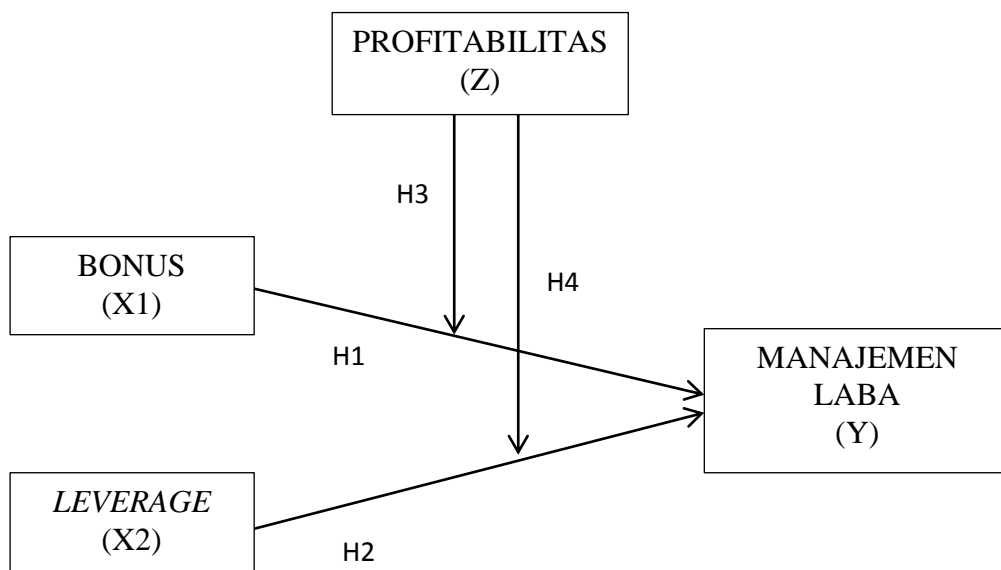 PROFITABILITAS
(Z)
H3
BONUS
(X1)
H4
H1
MANAJEMEN
LABA
(Y)
LEVERAGE
(X2)
H2